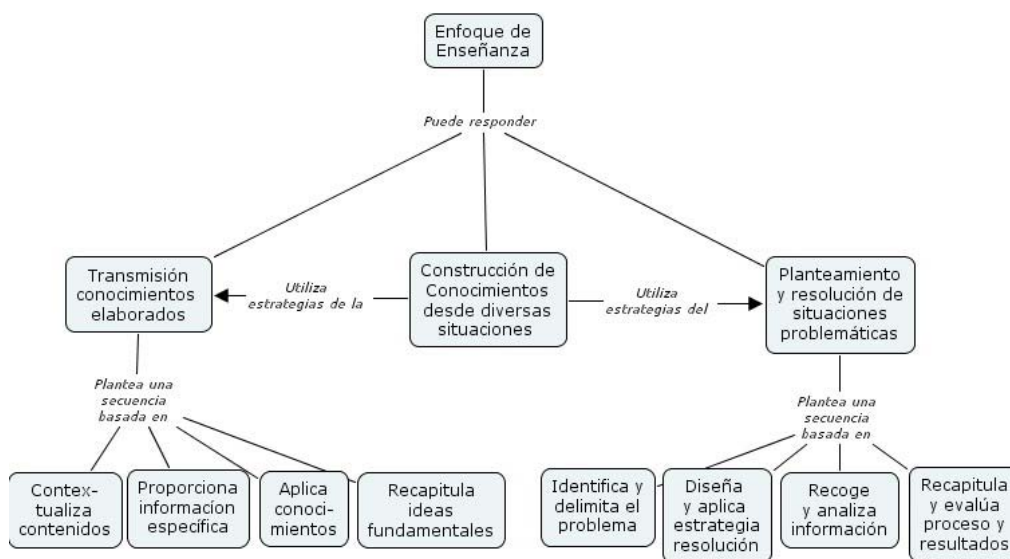 Enfoque de
Enseñanza
Puede responder
Transmisión
conocimientos
elaborados
Utiliza
estrategias de la
Construcción de
Conocimientos
desde diversas
situaciones
Utiliza
estrategias del
Planteamiento
y resolución de
situaciones
problemáticas
Plantea una
secuencia
basada en
Plantea una
secuencia
basada en
Contex-
tualiza
contenidos
Proporciona
información
específica
Aplica
conoci-
mientos
Recapitula
ideas
fundamentales
Identifica y
delimita el
problema
Diseña y
aplica
estrategia
resolución
Recoge
y analiza
información
Recapitula
y evalúa
proceso y
resultados